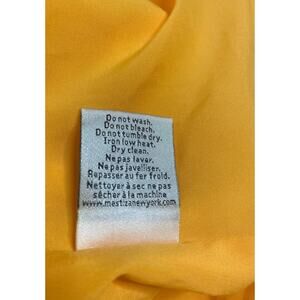 Do not wash.
Do not bleach.
Do not tumble dry.
Iron low heat.
Dry clean.
Ne pas laver.
Ne pas javelliser.
Repasser au fer froid.
Nettoyer à sec ne pas
sécher à la machine
www.mestizanewyork.com